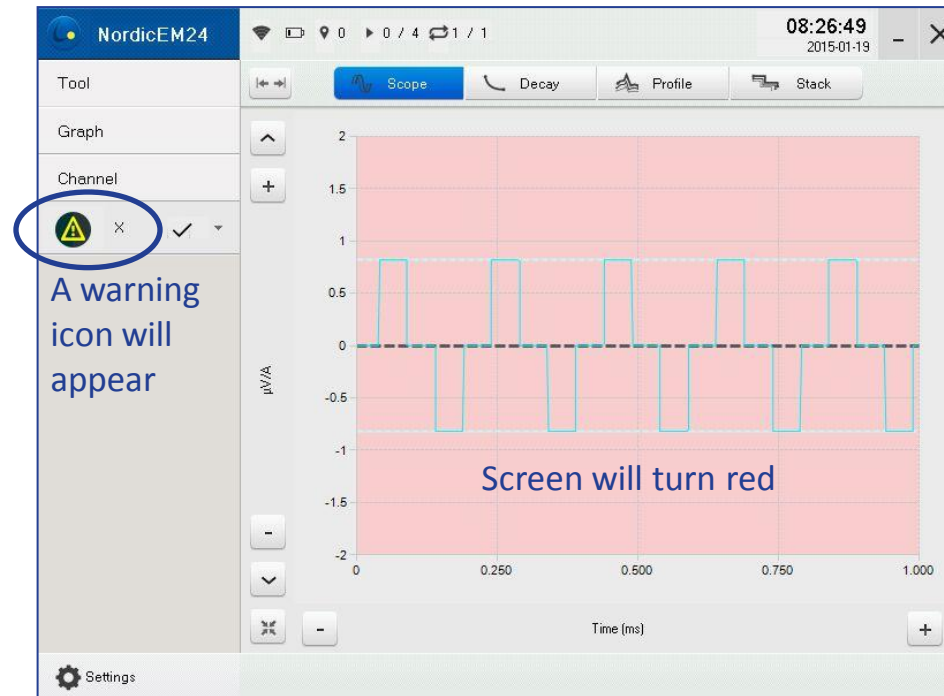 NordicEM24
0 0 / 4 1 / 1
08:26:49
2015-01-19
Tool
Scope Decay Profile Stack
Graph
Channel
A warning
icon will
appear
2
1.5
1
0.5
0
-0.5
-1
-1.5
-2
µV/A
Screen will turn red
0 0.250 0.500 0.750 1.000
Time (ms)
Settings